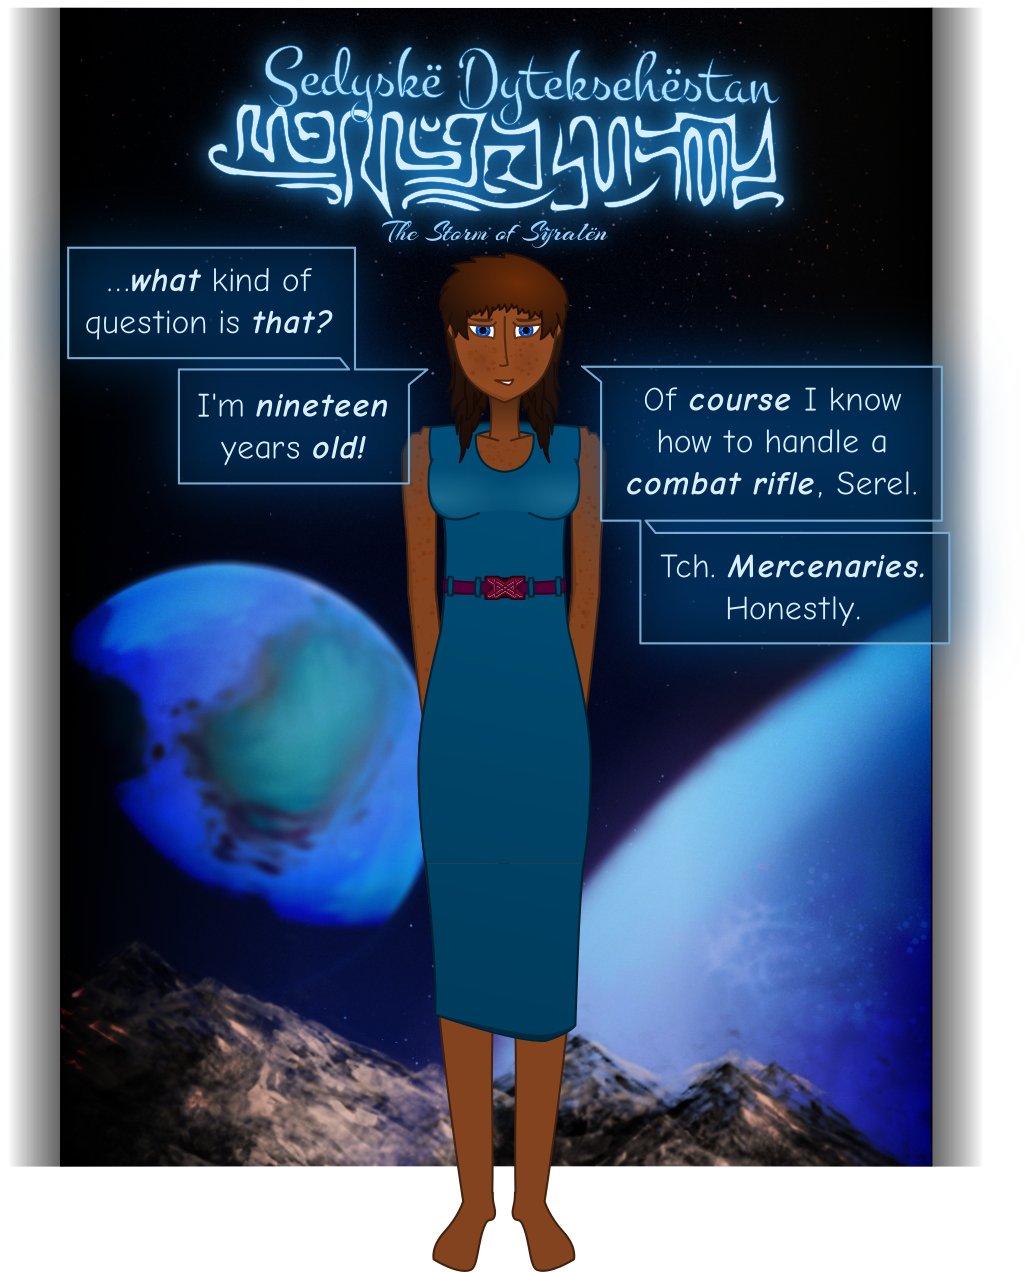 Sedyskë Dyteksehëstan
The Storm of Sÿralën
...what kind of
question is that?
I'm nineteen
years old!
Of course I know
how to handle a
combat rifle, Serel.
Tch. Mercenaries.
Honestly.